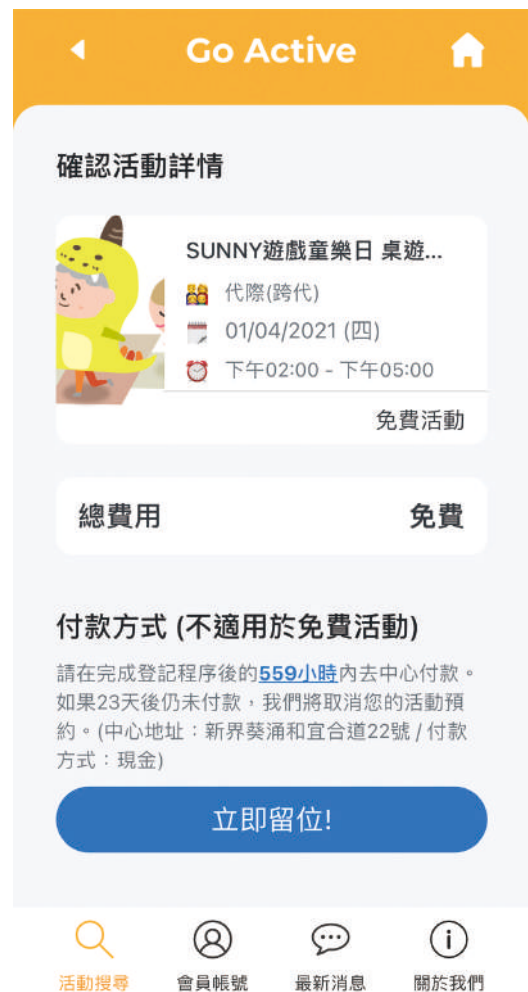 Go Active
確認活動詳情
SUNNY遊戲童樂日 桌遊...
代際(跨代)
01/04/2021 (四)
下午02:00 - 下午05:00
免費活動
總費用 免費
付款方式 (不適用於免費活動)
請在完成登記程序後的559小時內去中心付款。
如果23天後仍未付款，我們將取消您的活動預
約。(中心地址：新界葵涌和宜合道22號 / 付款
方式：現金)
立即留位!
活動搜尋 會員帳號 最新消息 關於我們